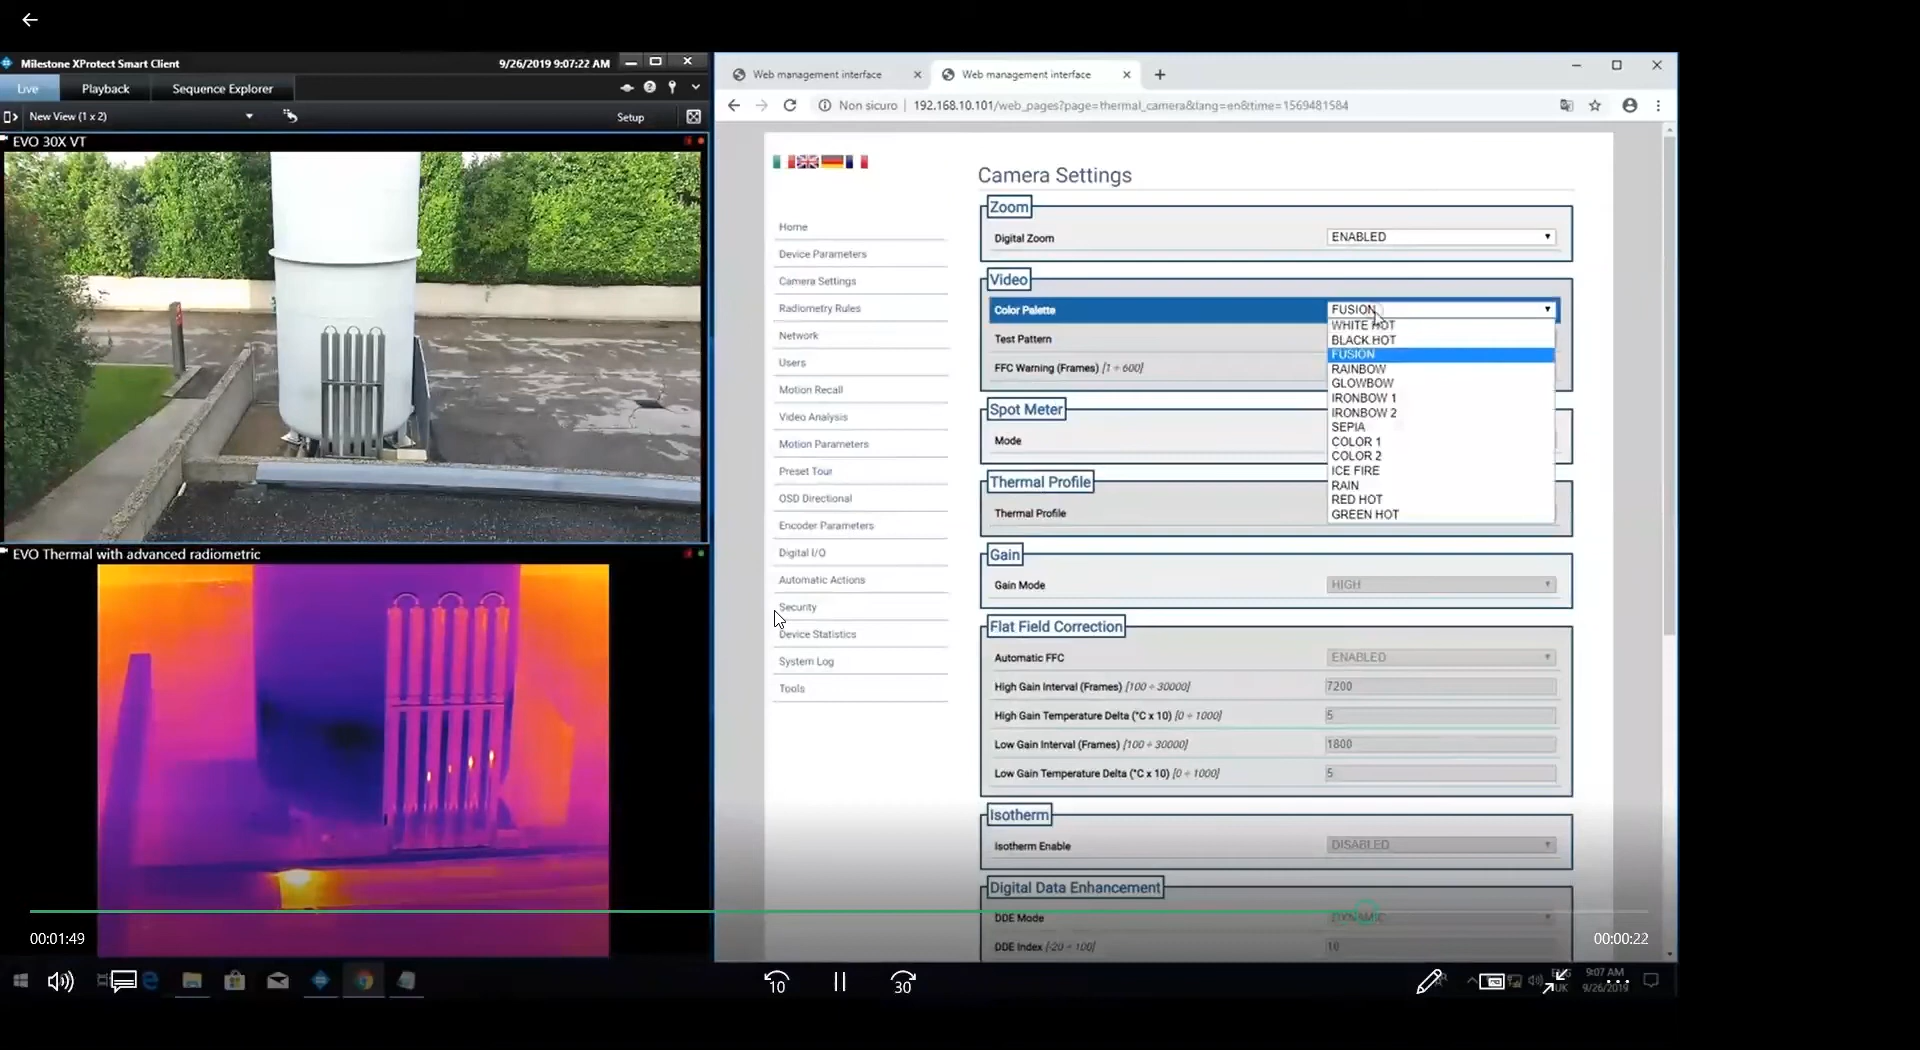 Milestone XProtect Smart Client
9/26/2019 9:07:22 AM
Live
Playback
Sequence Explorer
New View (1 x 2)
Setup
EVO 30X VT
EVO Thermal with advanced radiometric
Web management interface
Web management interface
Non sicuro
192.168.10.101/web_pages?page=thermal_camera&lang=en&time=1569481584
Home
Device Parameters
Camera Settings
Radiometry Rules
Network
Users
Motion Recall
Video Analysis
Motion Parameters
Preset Tour
OSD Directional
Encoder Parameters
Digital I/O
Automatic Actions
Security
Device Statistics
System Log
Tools
Camera Settings
Zoom
Digital Zoom
ENABLED
Video
Color Palette
FUSION
WHITE HOT
BLACK HOT
FUSION
RAINBOW
GLOWBOW
IRONBOW 1
IRONBOW 2
SEPIA
COLOR 1
COLOR 2
ICE FIRE
RAIN
RED HOT
GREEN HOT
Test Pattern
FFC Warning (Frames) [1 ÷ 600]
Spot Meter
Mode
Thermal Profile
Thermal Profile
Gain
Gain Mode
HIGH
Flat Field Correction
Automatic FFC
ENABLED
High Gain Interval (Frames) [100 ÷ 30000]
7200
High Gain Temperature Delta (°C x 10) [0 ÷ 1000]
5
Low Gain Interval (Frames) [100 ÷ 30000]
1800
Low Gain Temperature Delta (°C x 10) [0 ÷ 1000]
5
Isotherm
Isotherm Enable
DISABLED
Digital Data Enhancement
DDE Mode
DYNAMIC
DDE Index [-20 ÷ 100]
10
00:01:49
00:00:22
10
30
9:07 AM
9/26/2019